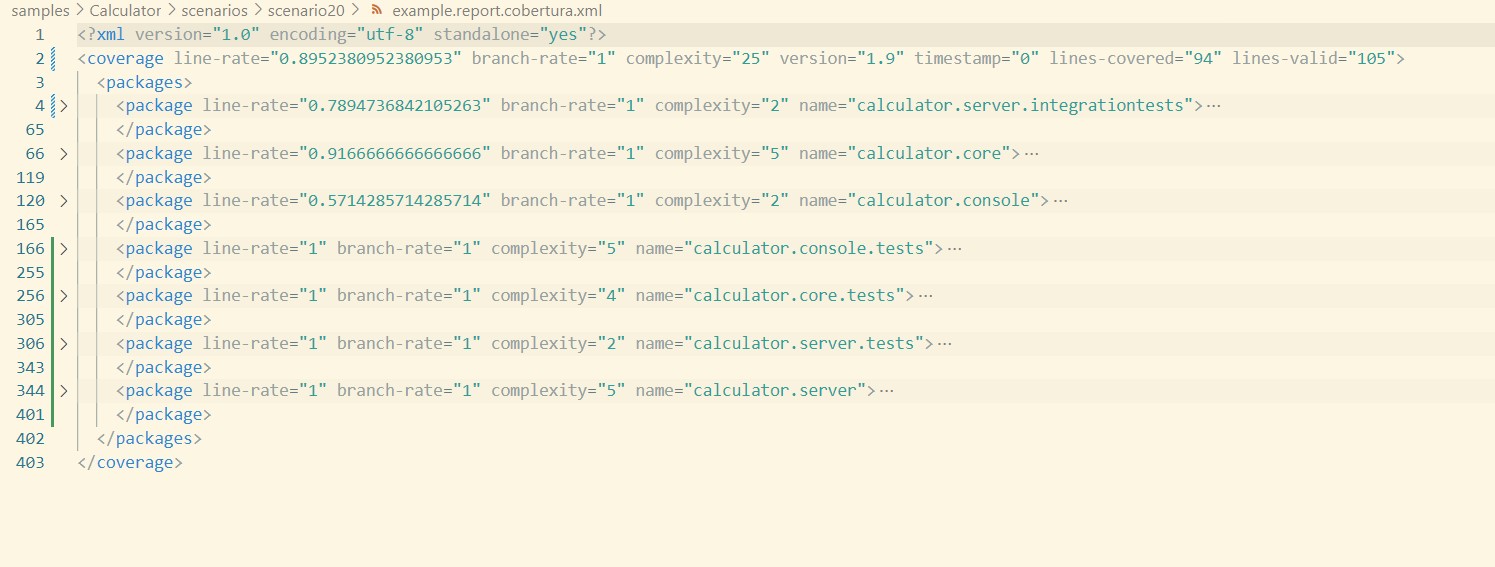 samples > Calculator > scenarios > scenario20 > example.report.cobertura.xml
1 <?xml version="1.0" encoding="utf-8" standalone="yes"?>
2 <coverage line-rate="0.8952380952380953" branch-rate="1" complexity="25" version="1.9" timestamp="0" lines-covered="94" lines-valid="105">
3 <packages>
4 > <package line-rate="0.7894736842105263" branch-rate="1" complexity="2" name="calculator.server.integrationtests">···
65 </package>
66 > <package line-rate="0.9166666666666666" branch-rate="1" complexity="5" name="calculator.core">···
119 </package>
120 > <package line-rate="0.5714285714285714" branch-rate="1" complexity="2" name="calculator.console">···
165 </package>
166 > <package line-rate="1" branch-rate="1" complexity="5" name="calculator.console.tests">···
255 </package>
256 > <package line-rate="1" branch-rate="1" complexity="4" name="calculator.core.tests">···
305 </package>
306 > <package line-rate="1" branch-rate="1" complexity="2" name="calculator.server.tests">···
343 </package>
344 > <package line-rate="1" branch-rate="1" complexity="5" name="calculator.server">···
401 </package>
402 </packages>
403 </coverage>